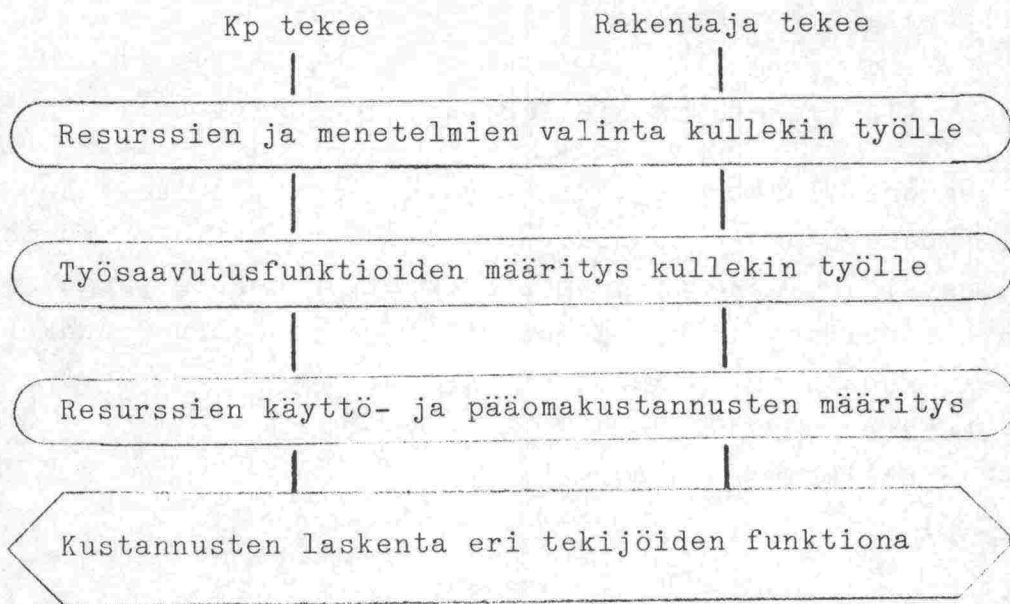 Kp tekee Rakentaja tekee
Resurssien ja menetelmien valinta kullekin työlle
Työsaavutusfunktioiden määritys kullekin työlle
Resurssien käyttö- ja pääomakustannusten määritys
Kustannusten laskenta eri tekijöiden funktiona